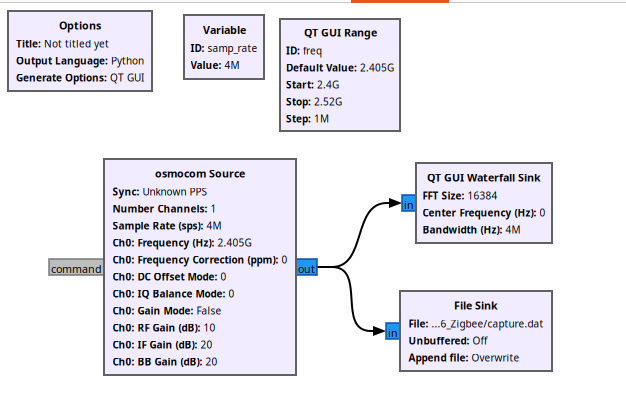 Options
Title: Not titled yet
Output Language: Python
Generate Options: QT GUI
Variable
ID: samp_rate
Value: 4M
QT GUI Range
ID: freq
Default Value: 2.405G
Start: 2.4G
Stop: 2.52G
Step: 1M
osmocom Source
Sync: Unknown PPS
Number Channels: 1
Sample Rate (sps): 4M
Ch0: Frequency (Hz): 2.405G
Ch0: Frequency Correction (ppm): 0
Ch0: DC Offset Mode: 0
Ch0: IQ Balance Mode: 0
Ch0: Gain Mode: False
Ch0: RF Gain (dB): 10
Ch0: IF Gain (dB): 20
Ch0: BB Gain (dB): 20
command
out
QT GUI Waterfall Sink
FFT Size: 16384
Center Frequency (Hz): 0
Bandwidth (Hz): 4M
in
File Sink
File: ...6_Zigbee/capture.dat
Unbuffered: Off
Append file: Overwrite
in